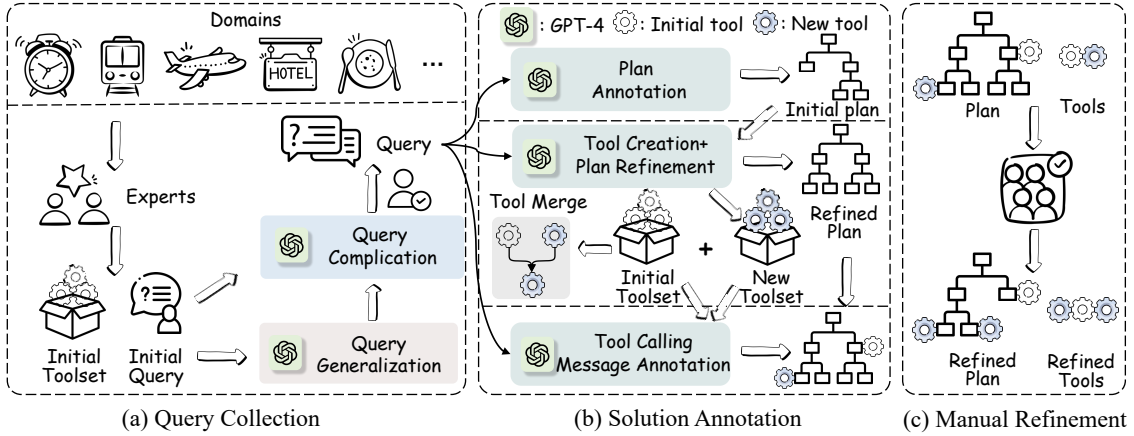 Domains
HOTEL
...
Experts
Initial
Toolset
Initial
Query
?
Query
Query
Complication
Query
Generalization
(a) Query Collection
: GPT-4
: Initial tool
: New tool
Plan
Annotation
Initial plan
Tool Creation+
Plan Refinement
Refined
Plan
Tool Merge
+
Initial
Toolset
New
Toolset
Tool Calling
Message Annotation
(b) Solution Annotation
Plan
Tools
Refined
Plan
Refined
Tools
(c) Manual Refinement